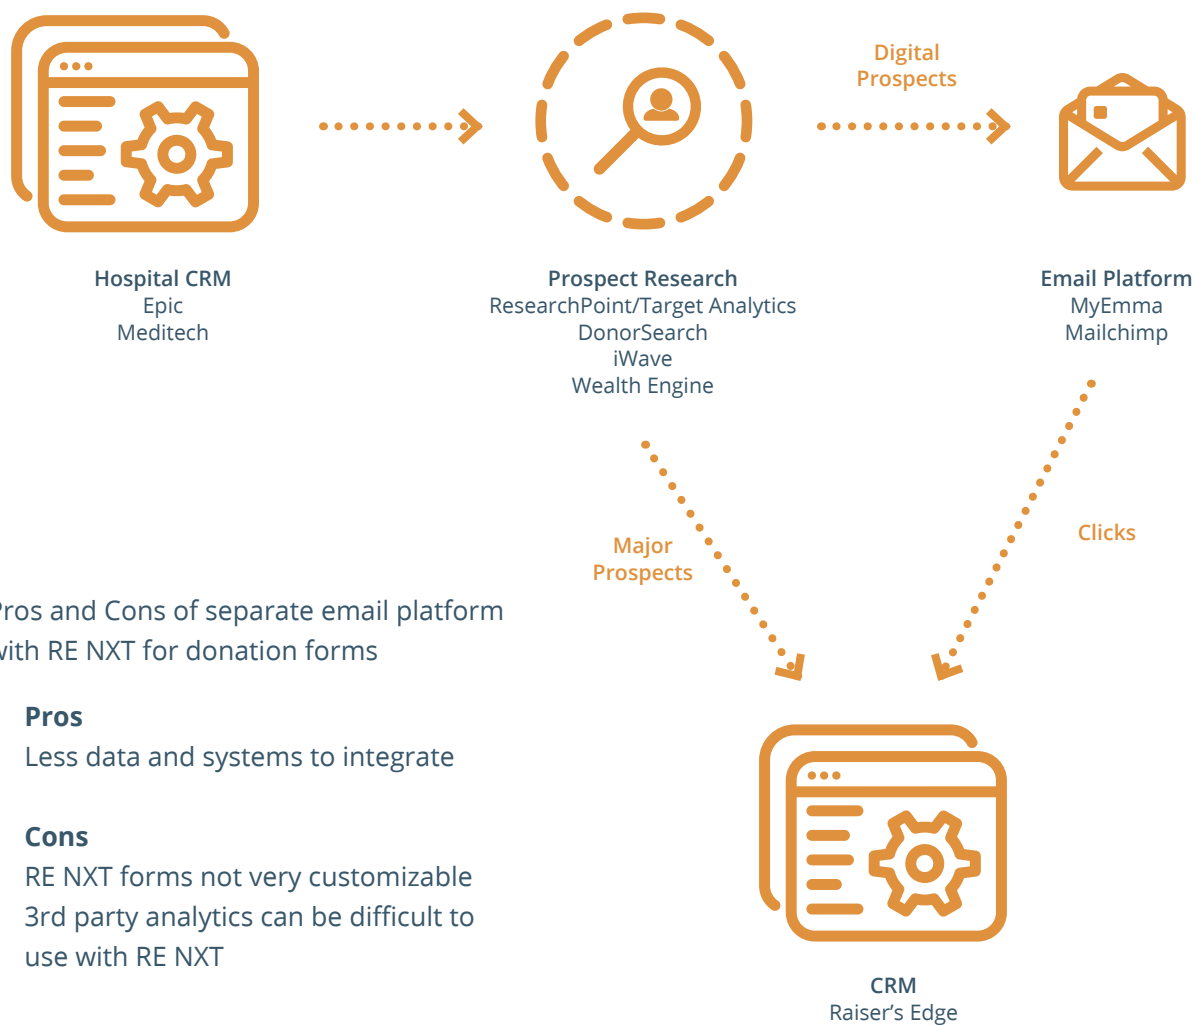 Digital
Prospects
Hospital CRM
Epic
Meditech
Prospect Research
ResearchPoint/Target Analytics
DonorSearch
iWave
Wealth Engine
Email Platform
MyEmma
Mailchimp
Major
Prospects
Clicks
Pros and Cons of separate email platform
with RE NXT for donation forms
Pros
Less data and systems to integrate
Cons
RE NXT forms not very customizable
3rd party analytics can be difficult to
use with RE NXT
CRM
Raiser's Edge